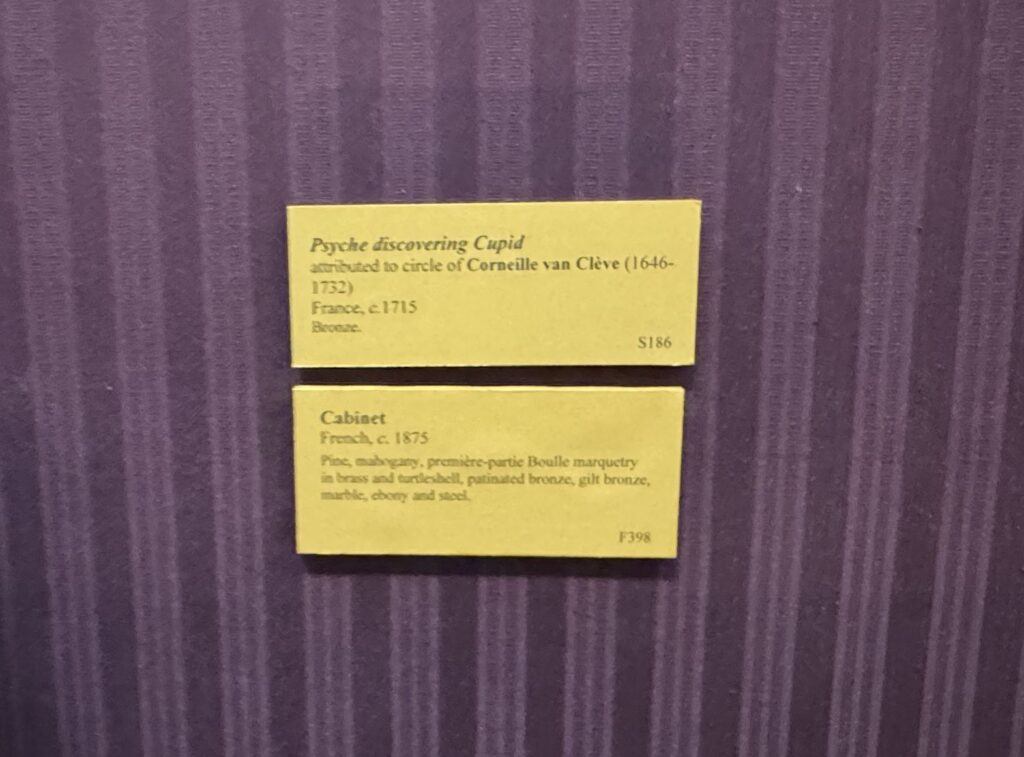 Psyche discovering Cupid
attributed to circle of Corneille van Clève (1646-
1732)
France, c.1715
Bronze.
S186
Cabinet
French, c. 1875
Pine, mahogany, première-partie Boulle marquetry
in brass and turtleshell, patinated bronze, gilt bronze,
marble, ebony and steel.
F398